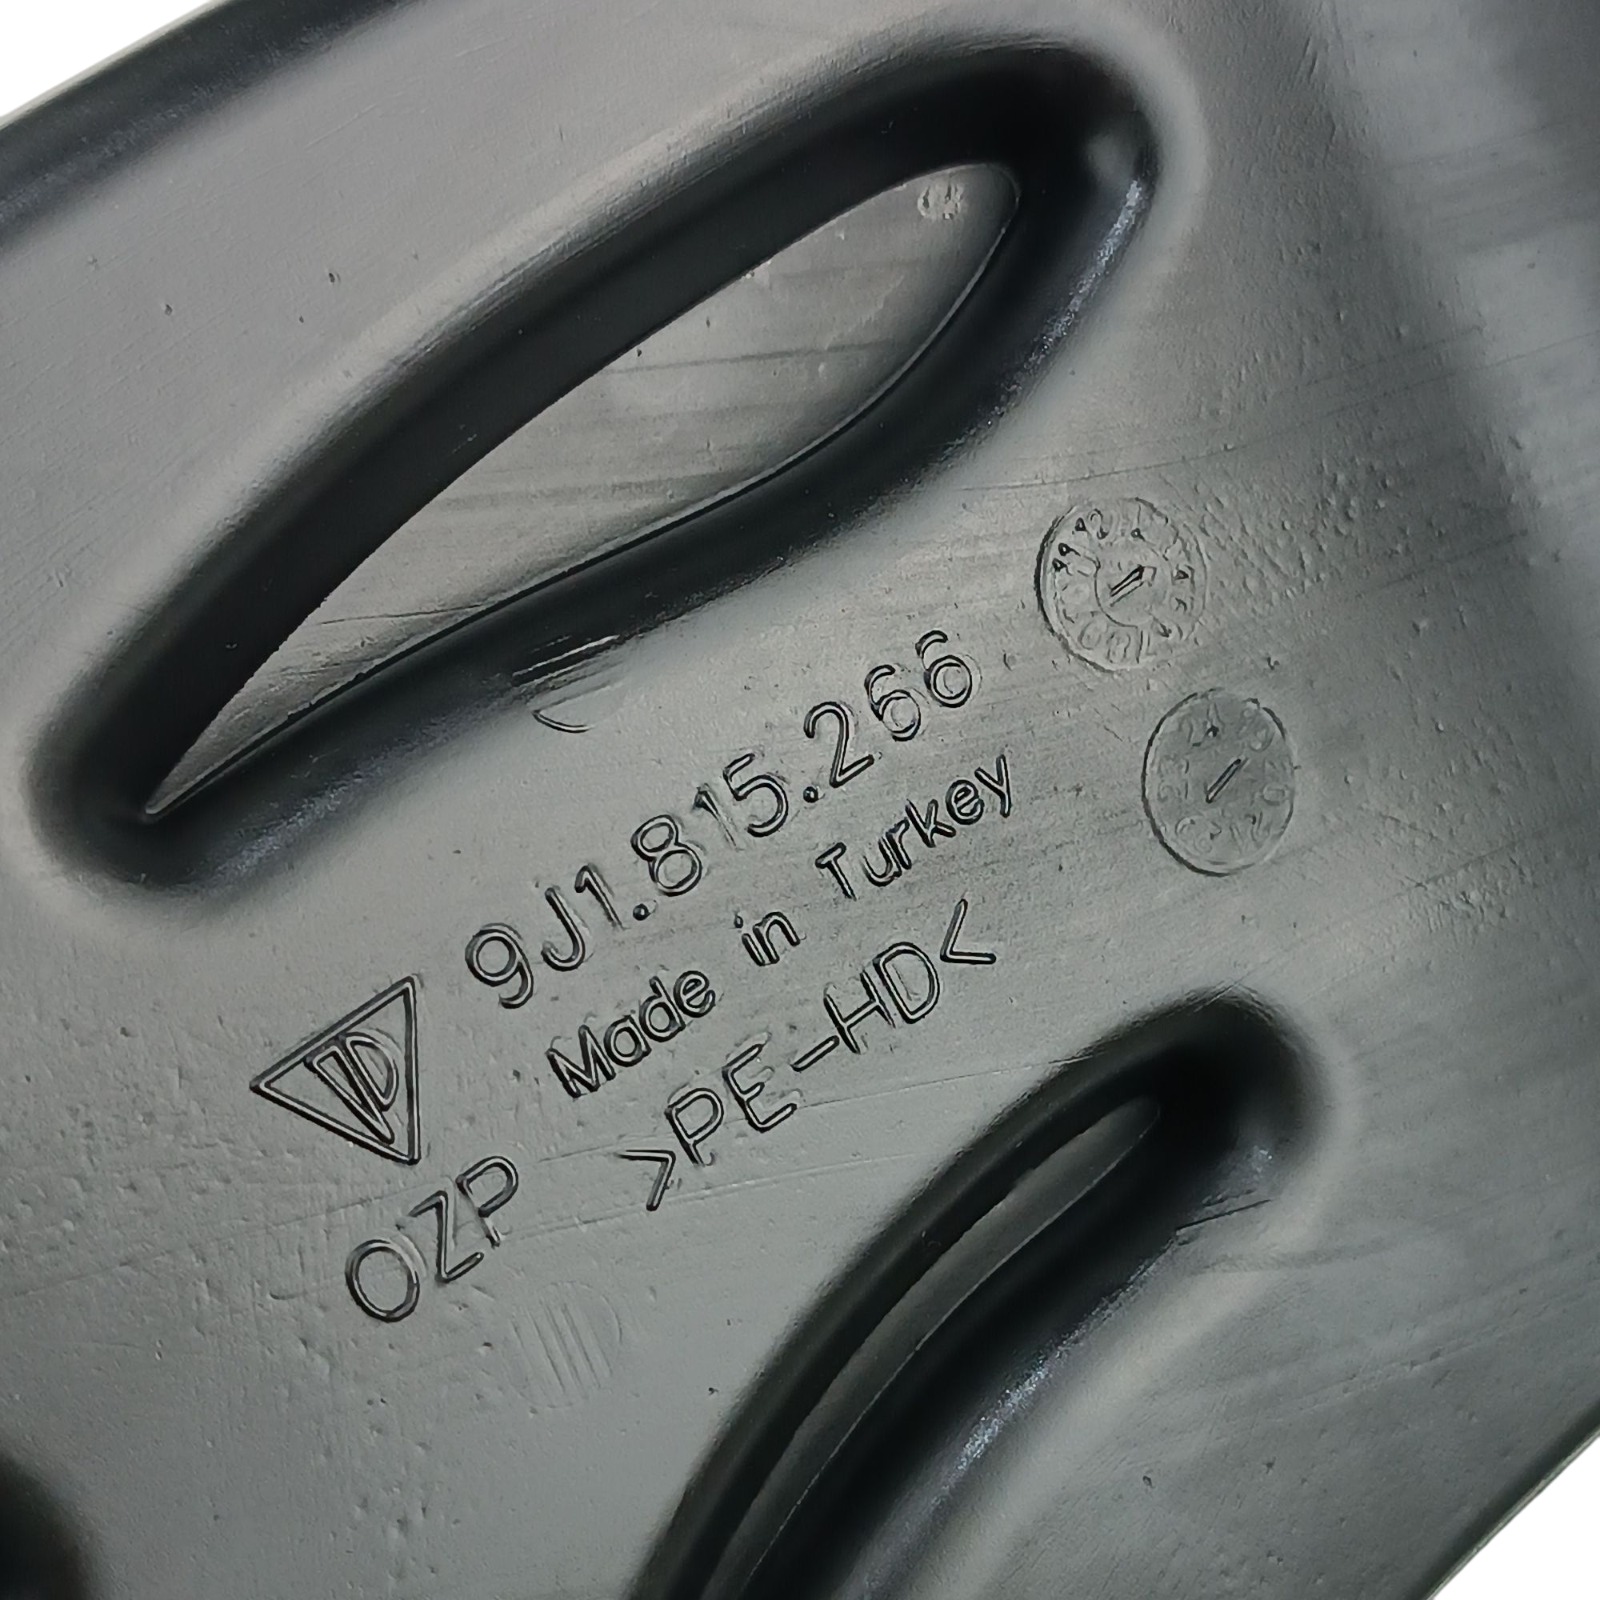 9J1.815.266
Made in Turkey
>PE-HD<
OZP